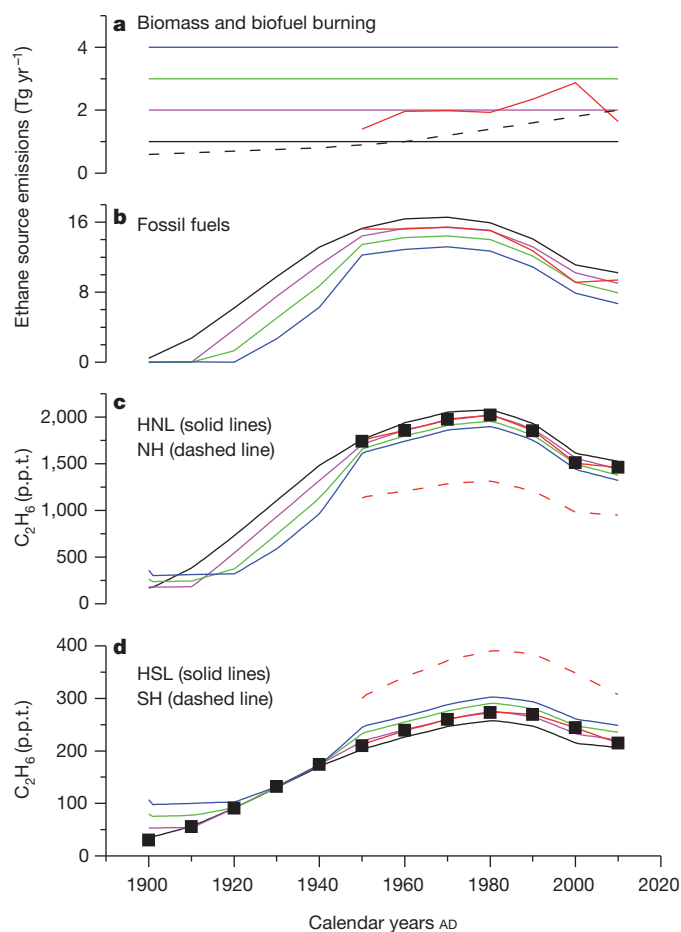 a Biomass and biofuel burning
4
2
0
Ethane source emissions (Tg yr⁻¹)
b Fossil fuels
16
8
0
c HNL (solid lines)
NH (dashed line)
2,000
1,500
1,000
500
0
C₂H₆ (p.p.t.)
d HSL (solid lines)
SH (dashed line)
400
300
200
100
0
C₂H₆ (p.p.t.)
1900 1920 1940 1960 1980 2000 2020
Calendar years AD